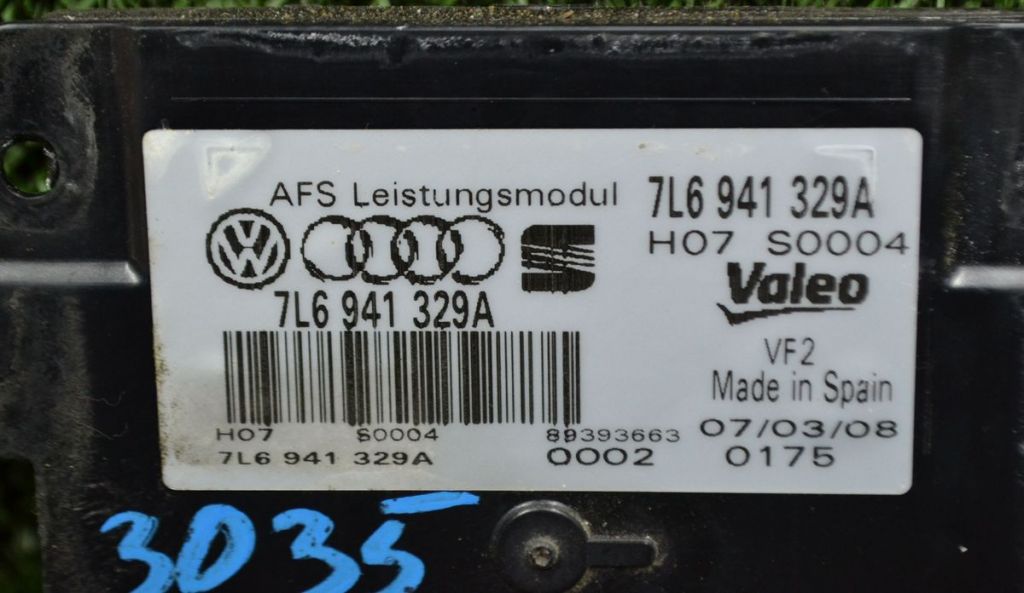 AFS Leistungsmodul
7L6 941 329A
7L6 941 329A
H07 S0004
Valeo
VF2
Made in Spain
H07 S0004 89393663 07/03/08
7L6 941 329A 0002 0175
3D35